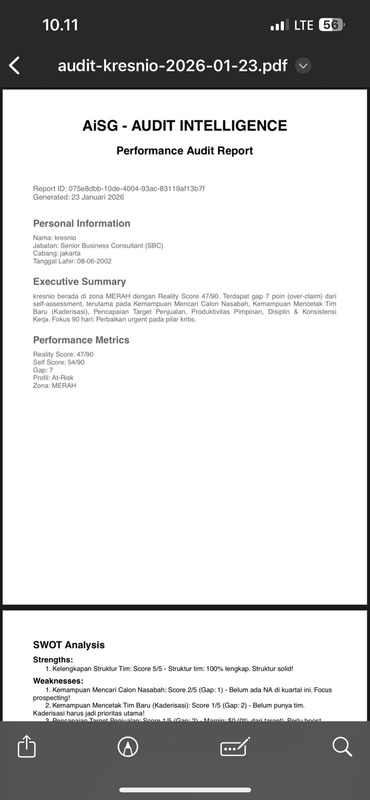 10.11
LTE 56
audit-kresnio-2026-01-23.pdf
AiSG - AUDIT INTELLIGENCE
Performance Audit Report
Report ID: 075e8dbb-10de-4004-93ac-83119af13b7f
Generated: 23 Januari 2026
Personal Information
Nama: kresnio
Jabatan: Senior Business Consultant (SBC)
Cabang: jakarta
Tanggal Lahir: 08-06-2002
Executive Summary
kresnio berada di zona MERAH dengan Reality Score 47/90. Terdapat gap 7 poin (over-claim) dari
self-assessment, terutama pada Kemampuan Mencari Calon Nasabah, Kemampuan Mencetak Tim
Baru (Kaderisasi), Pencapaian Target Penjualan, Produktivitas Pimpinan, Disiplin & Konsistensi
Kerja. Fokus 90 hari: Perbaikan urgent pada pilar kritis.
Performance Metrics
Reality Score: 47/90
Self Score: 54/90
Gap: 7
Profil: At-Risk
Zona: MERAH
SWOT Analysis
Strengths:
1. Kelengkapan Struktur Tim: Score 5/5 - Struktur tim: 100% lengkap. Struktur solid!
Weaknesses:
1. Kemampuan Mencari Calon Nasabah: Score 2/5 (Gap: 1) - Belum ada NA di kuartal ini. Focus
prospecting!
2. Kemampuan Mencetak Tim Baru (Kaderisasi): Score 1/5 (Gap: 2) - Belum punya tim.
Kaderisasi harus jadi prioritas utama!
3. Pencapaian Target Penjualan: Score 1/5 (Gap: 2) - Margin: $0 (0% dari target). Perlu boost